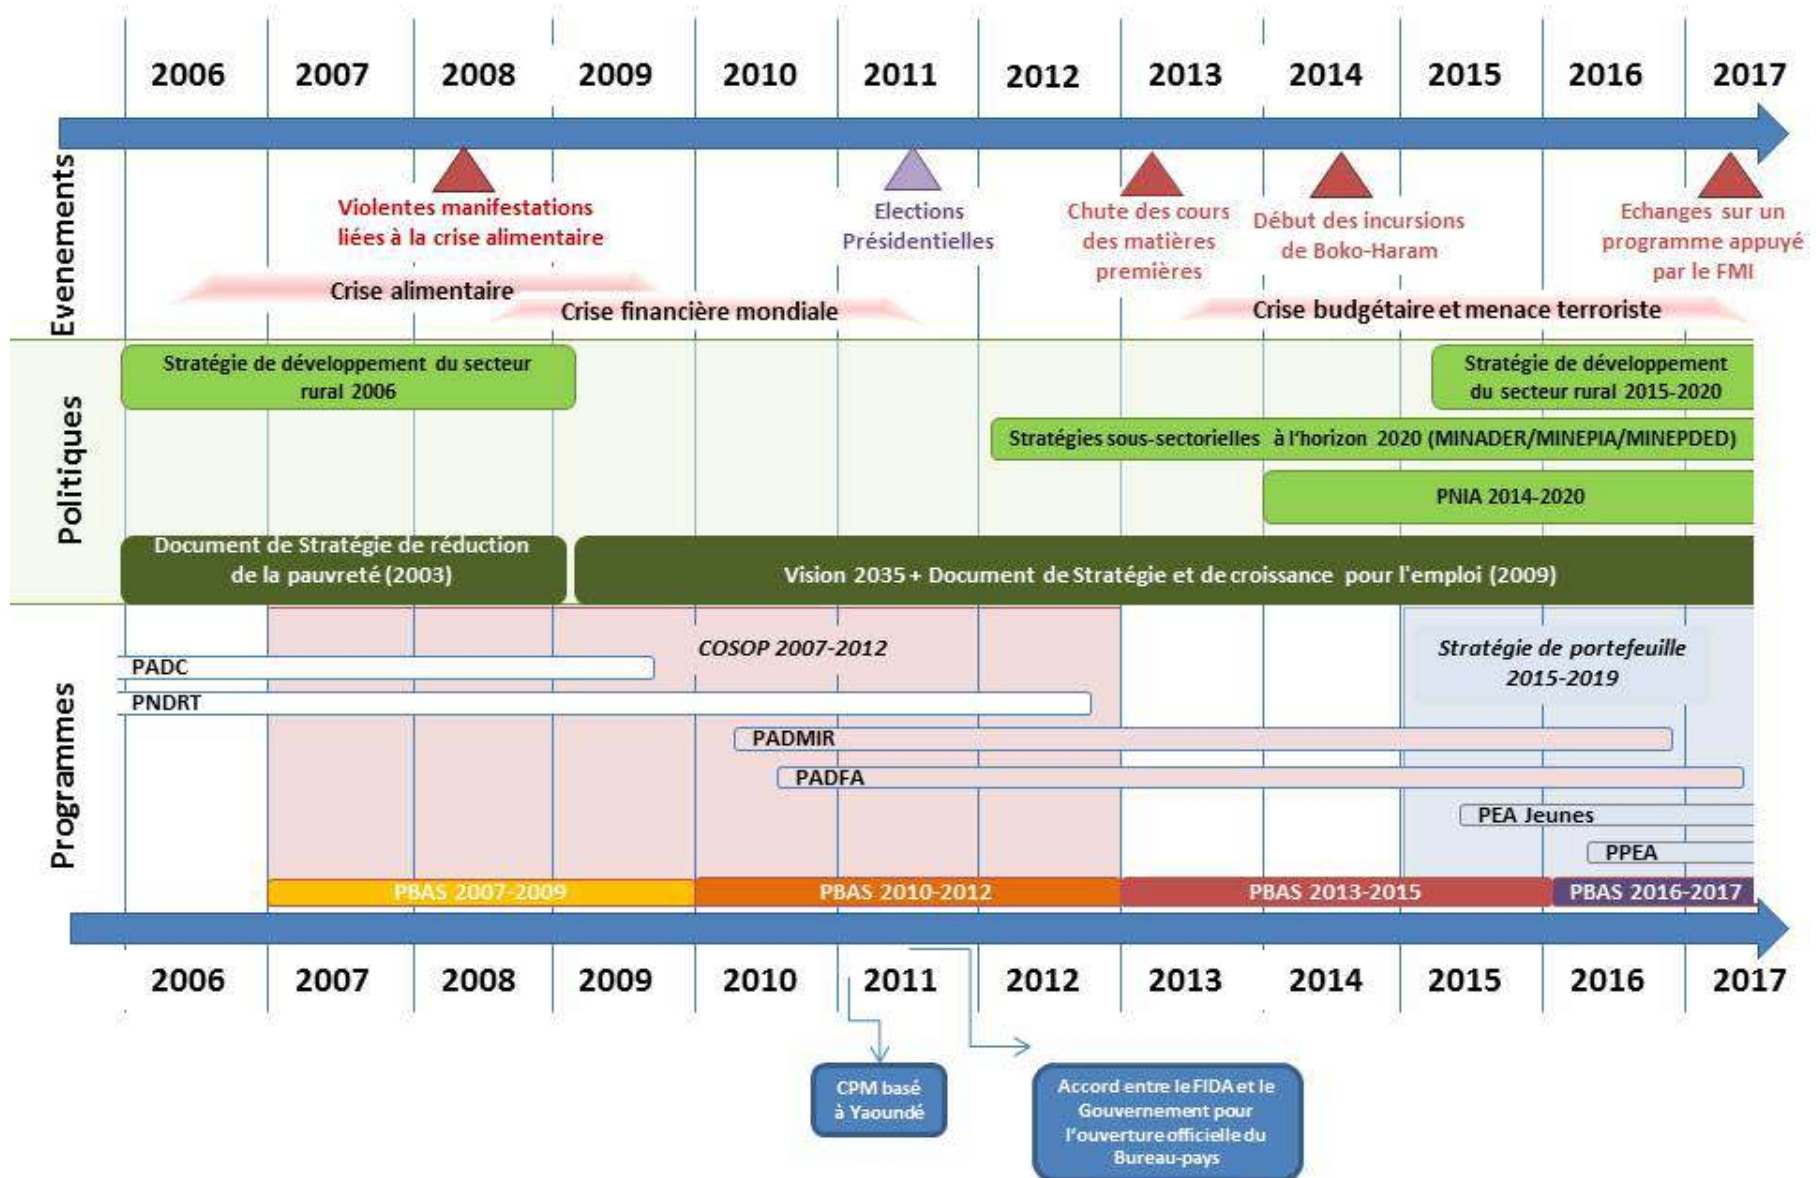 2006 2007 2008 2009 2010 2011 2012 2013 2014 2015 2016 2017
Evenements
Violentes manifestations
liées à la crise alimentaire
Elections
Présidentielles
Chute des cours
des matières
premières
Début des incursions
de Boko-Haram
Echanges sur un
programme appuyé
par le FMI
Crise alimentaire
Crise financière mondiale
Crise budgétaire et menace terroriste
Politiques
Stratégie de développement du secteur
rural 2006
Stratégie de développement
du secteur rural 2015-2020
Stratégies sous-sectorielles à l'horizon 2020 (MINADER/MINEPIA/MINEPDED)
PNIA 2014-2020
Document de Stratégie de réduction
de la pauvreté (2003)
Vision 2035 + Document de Stratégie et de croissance pour l'emploi (2009)
Programmes
COSOP 2007-2012
Stratégie de portefeuille
2015-2019
PADC
PNDRT
PADMIR
PADFA
PEA Jeunes
PPEA
PBAS 2007-2009
PBAS 2010-2012
PBAS 2013-2015
PBAS 2016-2017
2006 2007 2008 2009 2010 2011 2012 2013 2014 2015 2016 2017
CPM basé
à Yaoundé
Accord entre le FIDA et le
Gouvernement pour
l'ouverture officielle du
Bureau-pays